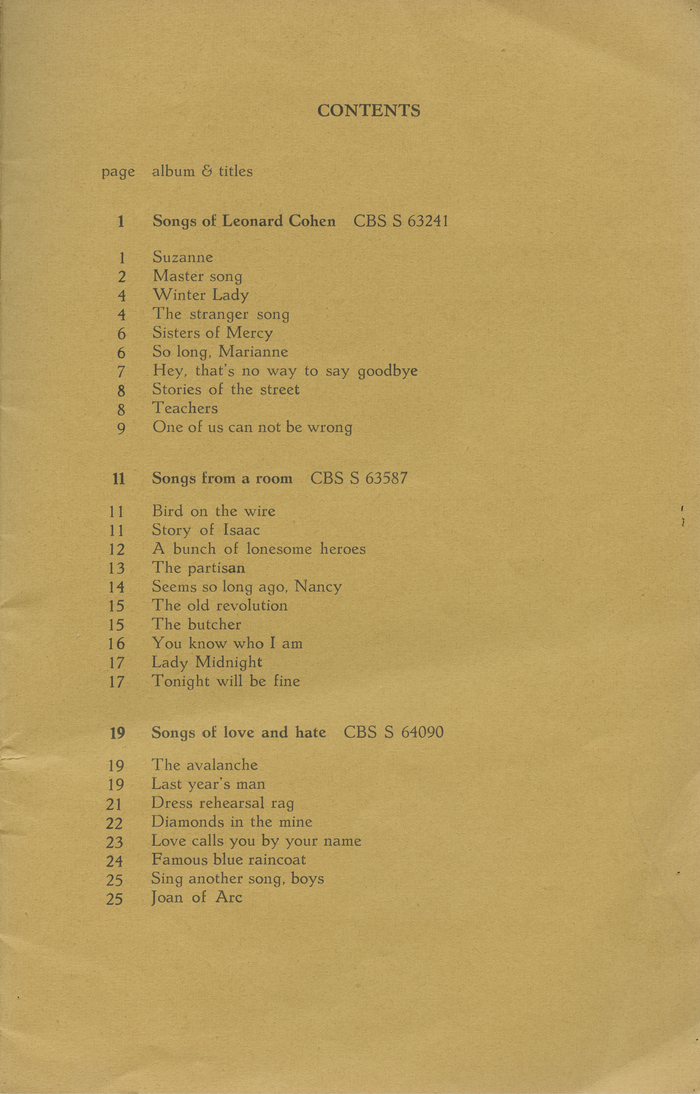 CONTENTS
page album & titles
1 Songs of Leonard Cohen CBS S 63241
1 Suzanne
2 Master song
4 Winter Lady
4 The stranger song
6 Sisters of Mercy
6 So long, Marianne
7 Hey, that's no way to say goodbye
8 Stories of the street
8 Teachers
9 One of us can not be wrong
11 Songs from a room CBS S 63587
11 Bird on the wire
11 Story of Isaac
12 A bunch of lonesome heroes
13 The partisan
14 Seems so long ago, Nancy
15 The old revolution
15 The butcher
16 You know who I am
17 Lady Midnight
17 Tonight will be fine
19 Songs of love and hate CBS S 64090
19 The avalanche
19 Last year's man
21 Dress rehearsal rag
22 Diamonds in the mine
23 Love calls you by your name
24 Famous blue raincoat
25 Sing another song, boys
25 Joan of Arc